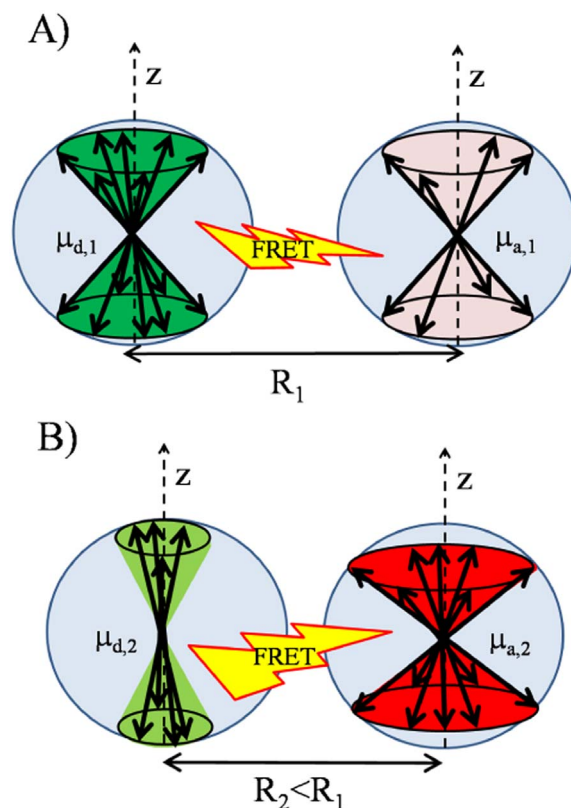 A)
z z
μd,1 FRET μa,1
R1
B)
z z
μd,2 FRET μa,2
R2<R1